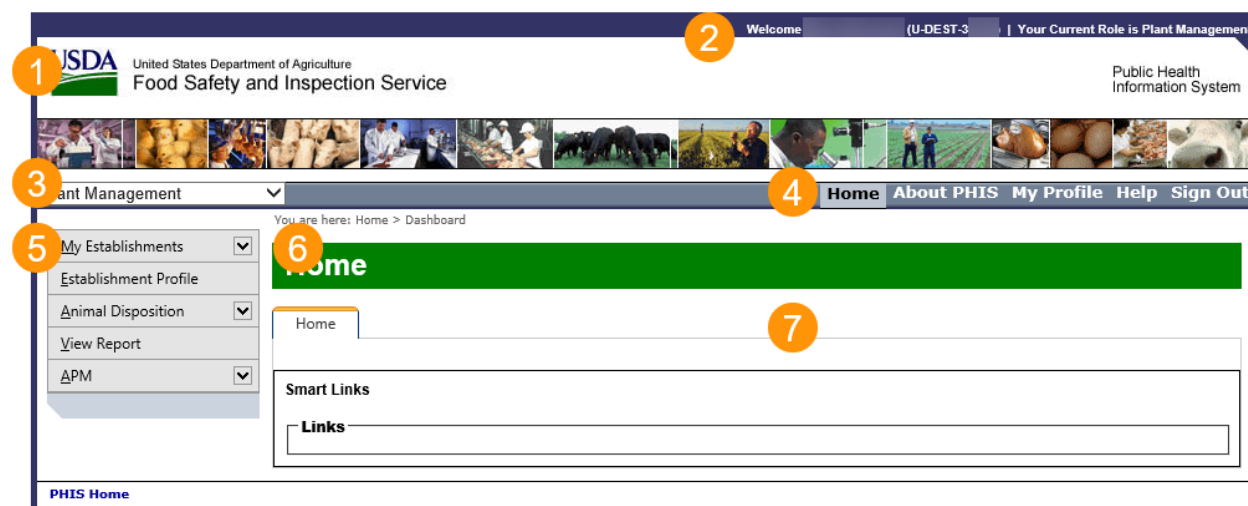 2
Welcome (U-DEST-3 | Your Current Role is Plant Managemen
1
USDA
United States Department of Agriculture
Food Safety and Inspection Service
Public Health
Information System
3
ant Management
4
Home About PHIS My Profile Help Sign Out
You are here: Home > Dashboard
5
My Establishments
6
Home
Establishment Profile
Animal Disposition
Home
7
View Report
APM
Smart Links
Links
PHIS Home